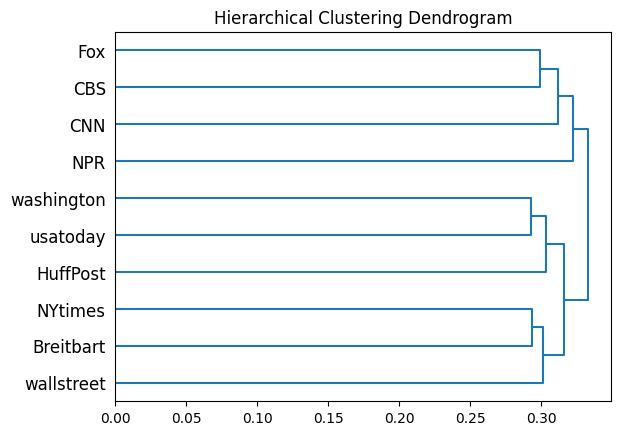 Hierarchical Clustering Dendrogram
Fox
CBS
CNN
NPR
washington
usatoday
HuffPost
NYtimes
Breitbart
wallstreet
0.00 0.05 0.10 0.15 0.20 0.25 0.30